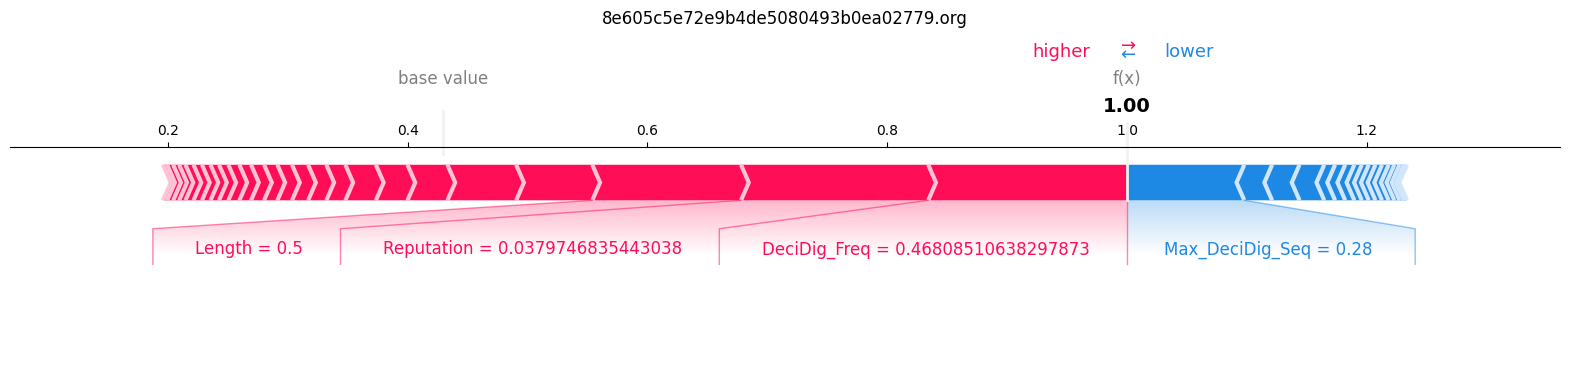 8e605c5e72e9b4de5080493b0ea02779.org
higher ⇄ lower
base value f(x)
1.00
0.2 0.4 0.6 0.8 1.0 1.2
Length = 0.5 Reputation = 0.0379746835443038 DeciDig_Freq = 0.46808510638297873 Max_DeciDig_Seq = 0.28